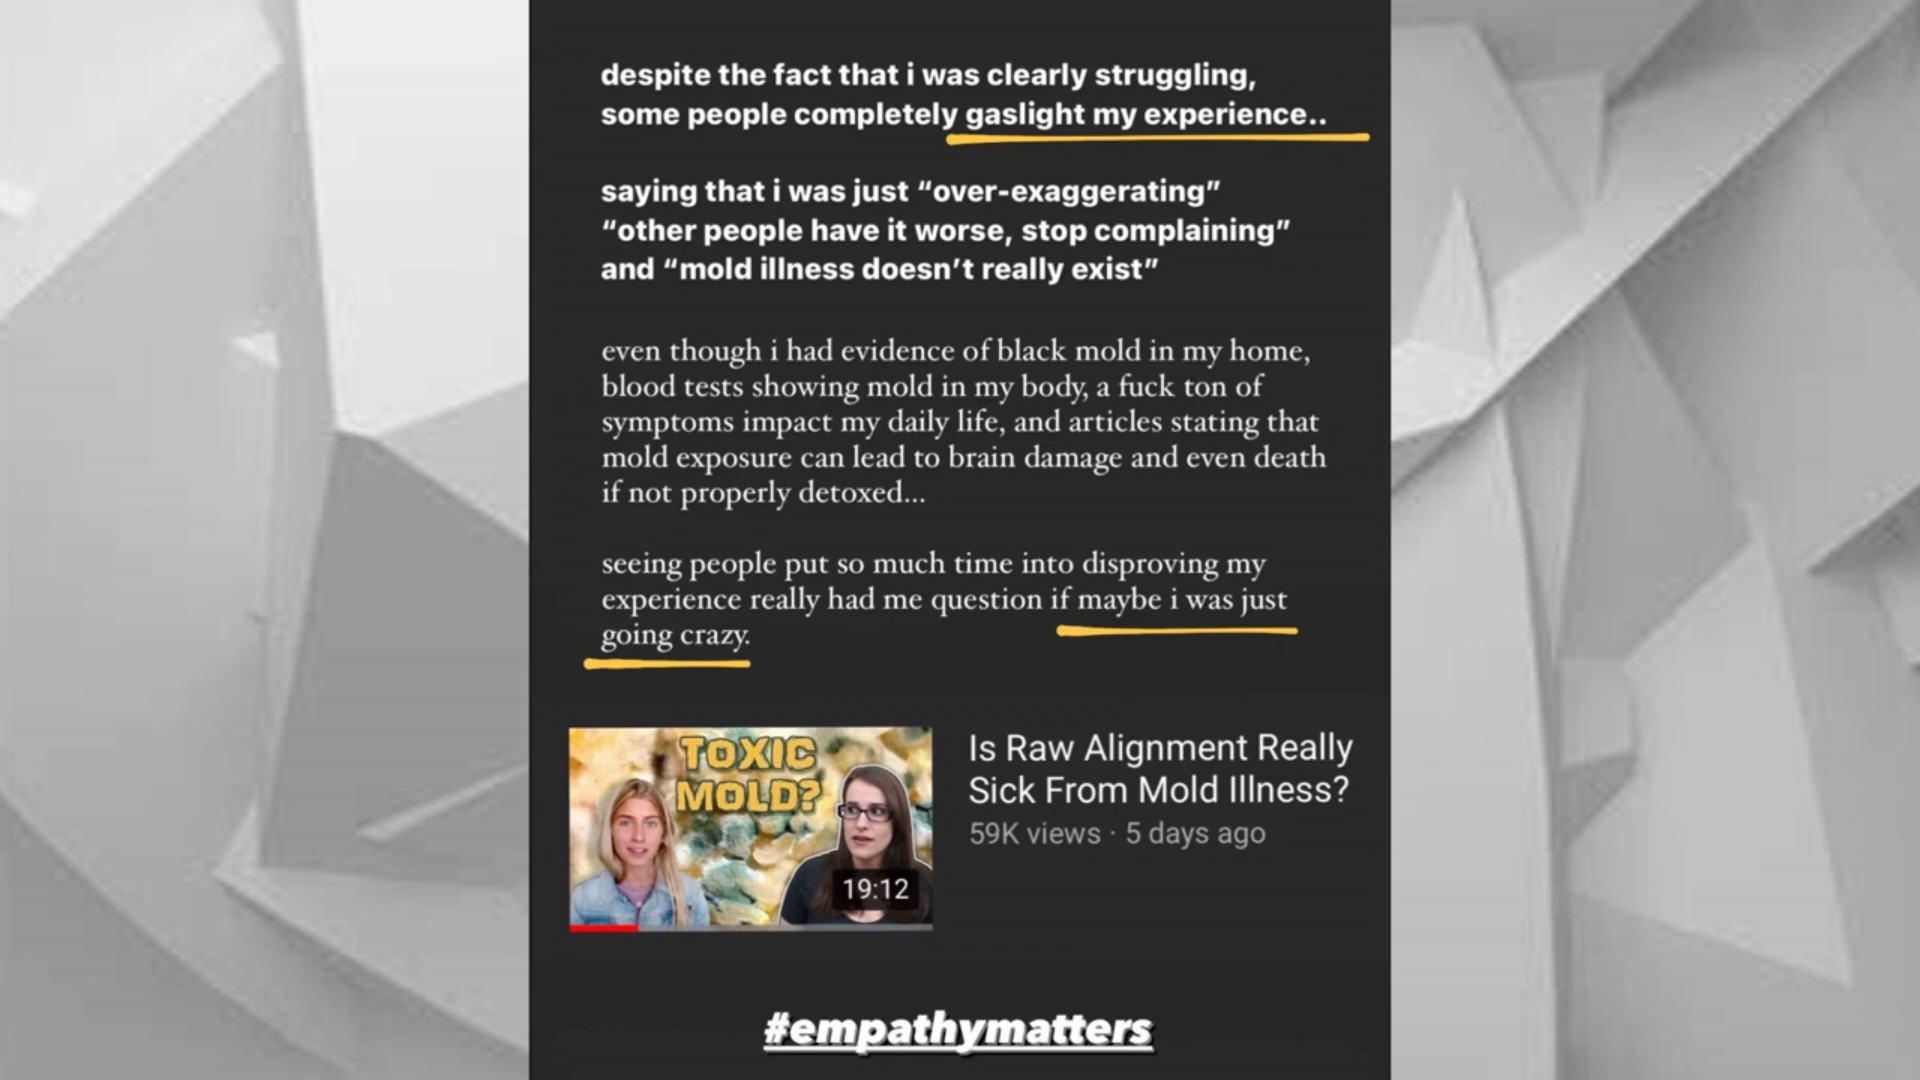 despite the fact that i was clearly struggling,
some people completely gaslight my experience..
saying that i was just “over-exaggerating”
“other people have it worse, stop complaining”
and “mold illness doesn’t really exist”
even though i had evidence of black mold in my home,
blood tests showing mold in my body, a fuck ton of
symptoms impact my daily life, and articles stating that
mold exposure can lead to brain damage and even death
if not properly detoxed...
seeing people put so much time into disproving my
experience really had me question if maybe i was just
going crazy.
TOXIC
MOLD?
19:12
Is Raw Alignment Really
Sick From Mold Illness?
59K views · 5 days ago
#empathymatters